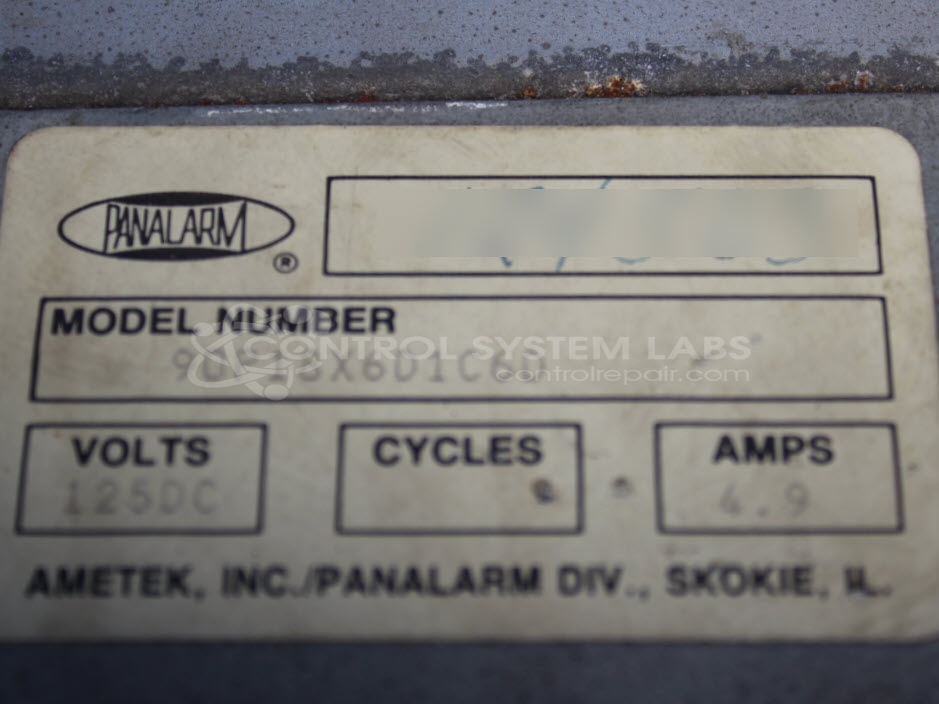 PANALARM
®
MODEL NUMBER
CONTROL SYSTEM LABS
controlrepair.com
VOLTS CYCLES AMPS
125DC 4.9
AMETEK, INC./PANALARM DIV., SKOKIE, IL.